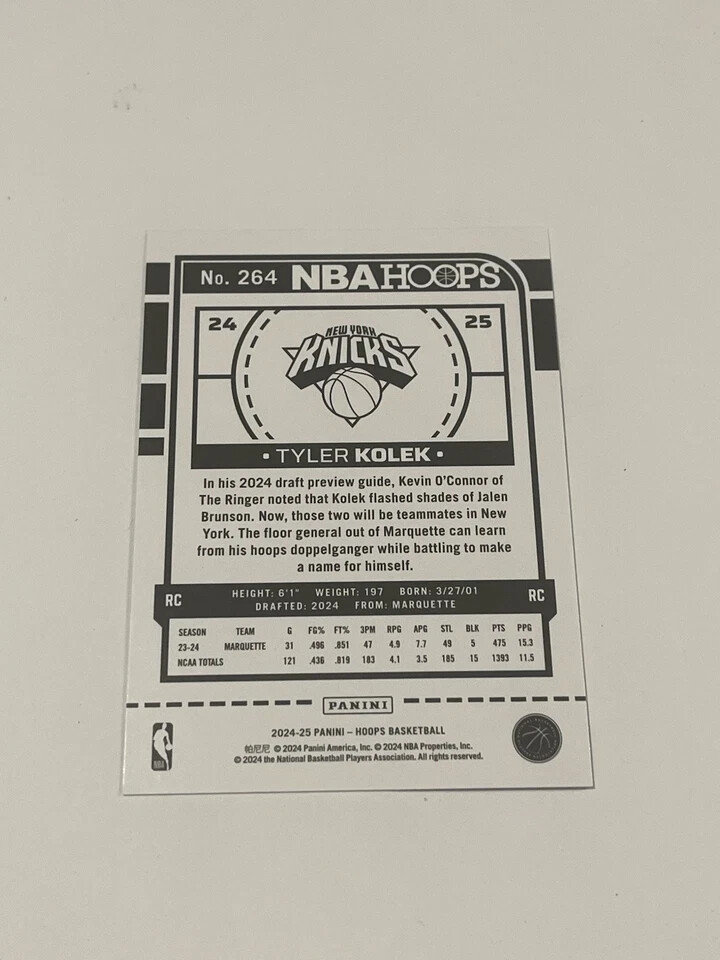 No. 264 NBA HOOPS
24 25
NEW YORK
KNICKS
• TYLER KOLEK •
In his 2024 draft preview guide, Kevin O'Connor of
The Ringer noted that Kolek flashed shades of Jalen
Brunson. Now, those two will be teammates in New
York. The floor general out of Marquette can learn
from his hoops doppelganger while battling to make
a name for himself.
RC HEIGHT: 6'1" WEIGHT: 197 BORN: 3/27/01 RC
DRAFTED: 2024 FROM: MARQUETTE
SEASON TEAM G FG% FT% 3PM RPG APG STL BLK PTS PPG
23-24 MARQUETTE 31 .496 .851 47 4.9 7.7 49 5 475 15.3
NCAA TOTALS 121 .436 .819 183 4.1 3.5 185 15 1393 11.5
PANINI
2024-25 PANINI – HOOPS BASKETBALL
帕尼尼 © 2024 Panini America, Inc. © 2024 NBA Properties, Inc.
© 2024 the National Basketball Players Association. All rights reserved.
NBA